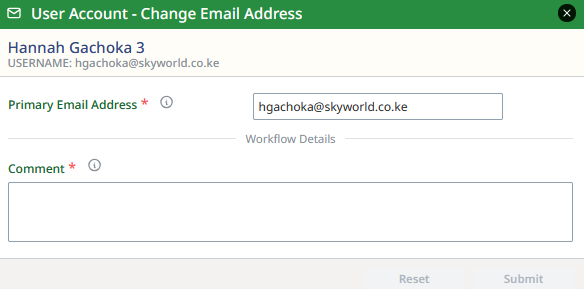 User Account - Change Email Address
Hannah Gachoka 3
USERNAME: hgachoka@skyworld.co.ke
Primary Email Address * hgachoka@skyworld.co.ke
Workflow Details
Comment *
Reset Submit